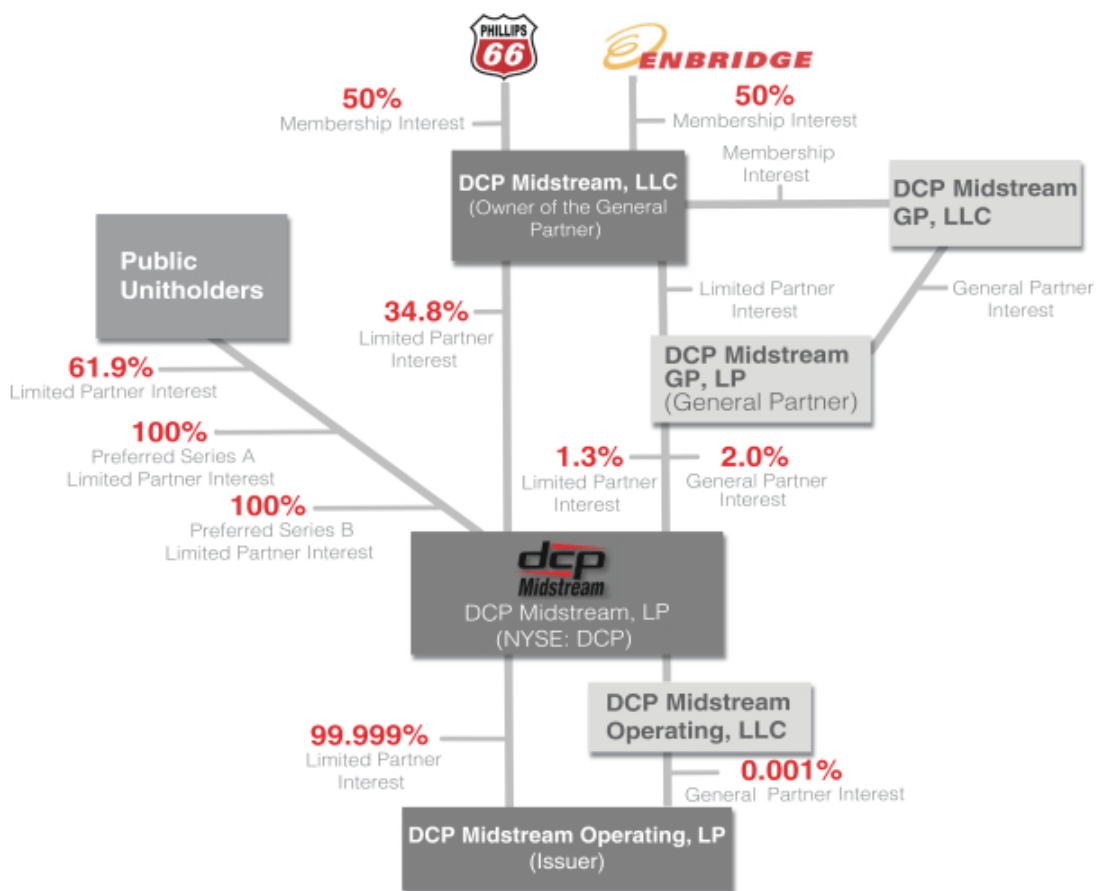 PHILLIPS
66
ENBRIDGE
50%
Membership Interest
50%
Membership Interest
Membership
Interest
DCP Midstream, LLC
(Owner of the General
Partner)
DCP Midstream
GP, LLC
Public
Unitholders
34.8%
Limited Partner
Interest
Limited Partner
Interest
General Partner
Interest
DCP Midstream
GP, LP
(General Partner)
61.9%
Limited Partner Interest
100%
Preferred Series A
Limited Partner Interest
100%
Preferred Series B
Limited Partner Interest
1.3%
Limited Partner
Interest
2.0%
General Partner
Interest
dcp
Midstream
DCP Midstream, LP
(NYSE: DCP)
DCP Midstream
Operating, LLC
99.999%
Limited Partner
Interest
0.001%
General Partner Interest
DCP Midstream Operating, LP
(Issuer)